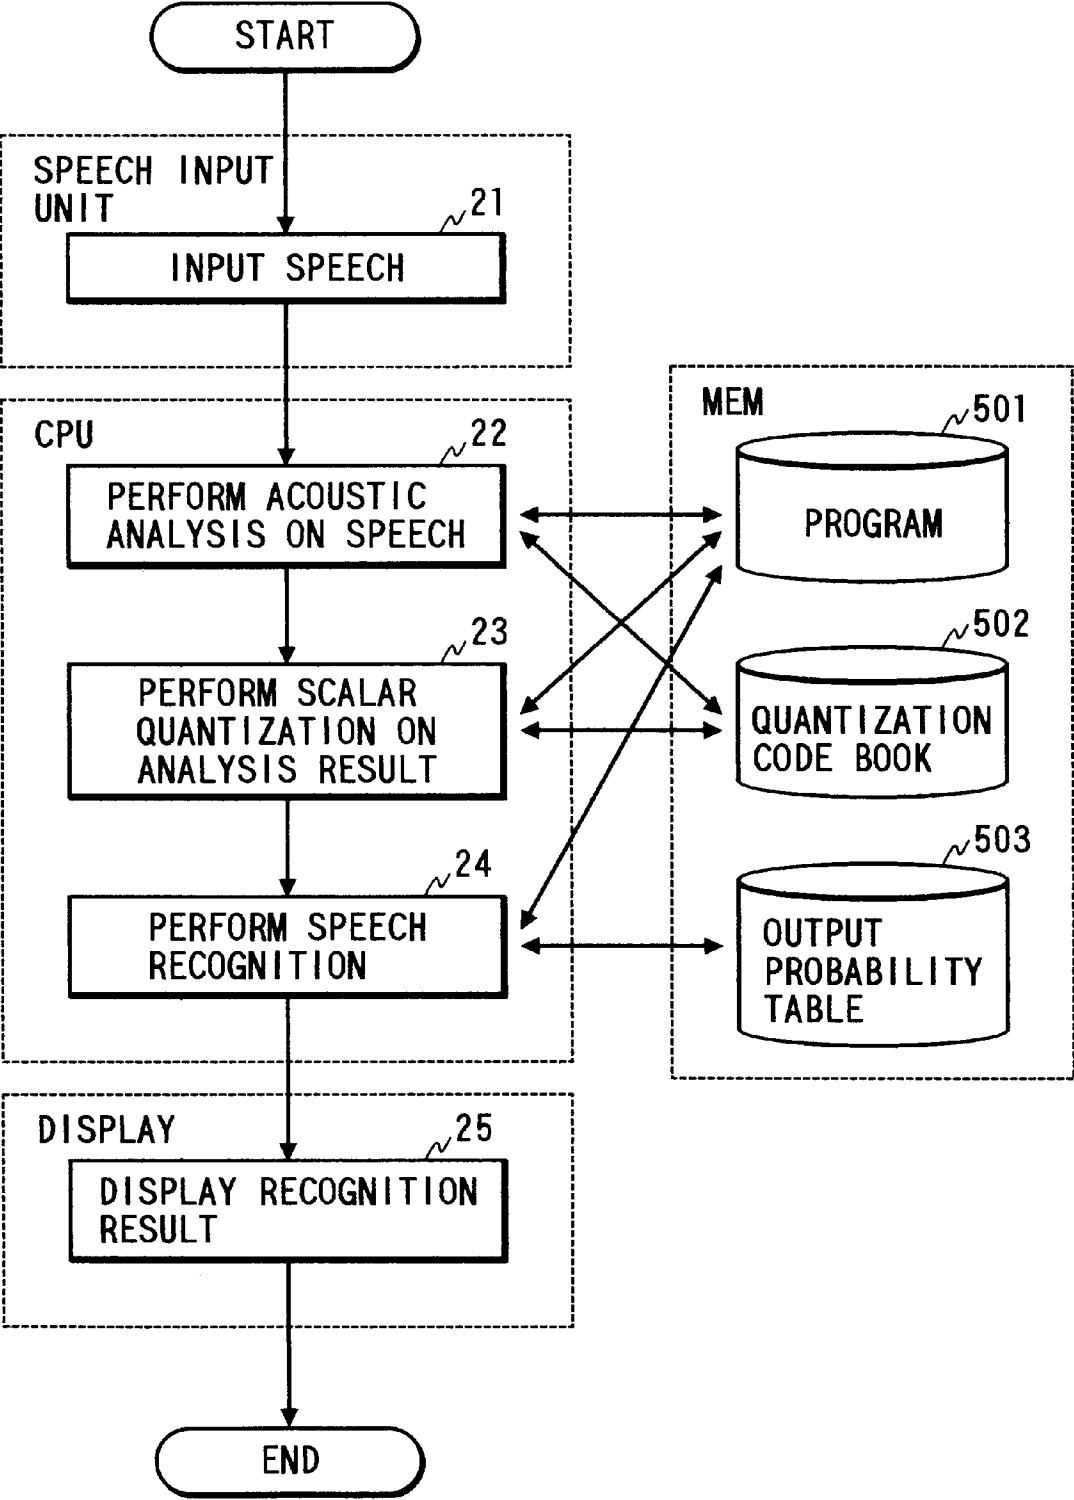 START
SPEECH INPUT
UNIT
21
INPUT SPEECH
CPU
22
PERFORM ACOUSTIC
ANALYSIS ON SPEECH
23
PERFORM SCALAR
QUANTIZATION ON
ANALYSIS RESULT
24
PERFORM SPEECH
RECOGNITION
MEM
501
PROGRAM
502
QUANTIZATION
CODE BOOK
503
OUTPUT
PROBABILITY
TABLE
DISPLAY
25
DISPLAY RECOGNITION
RESULT
END